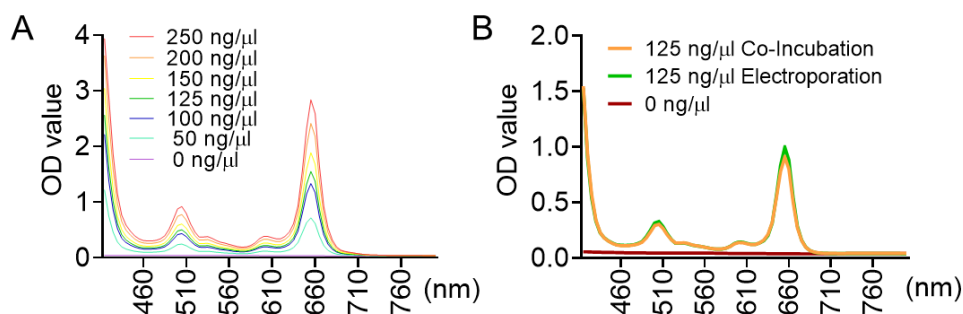 A
OD value
4
3
2
1
0
250 ng/μl
200 ng/μl
150 ng/μl
125 ng/μl
100 ng/μl
50 ng/μl
0 ng/μl
460
510
560
610
660
710
760
(nm)
B
OD value
2.0
1.5
1.0
0.5
0.0
125 ng/μl Co-Incubation
125 ng/μl Electroporation
0 ng/μl
460
510
560
610
660
710
760
(nm)